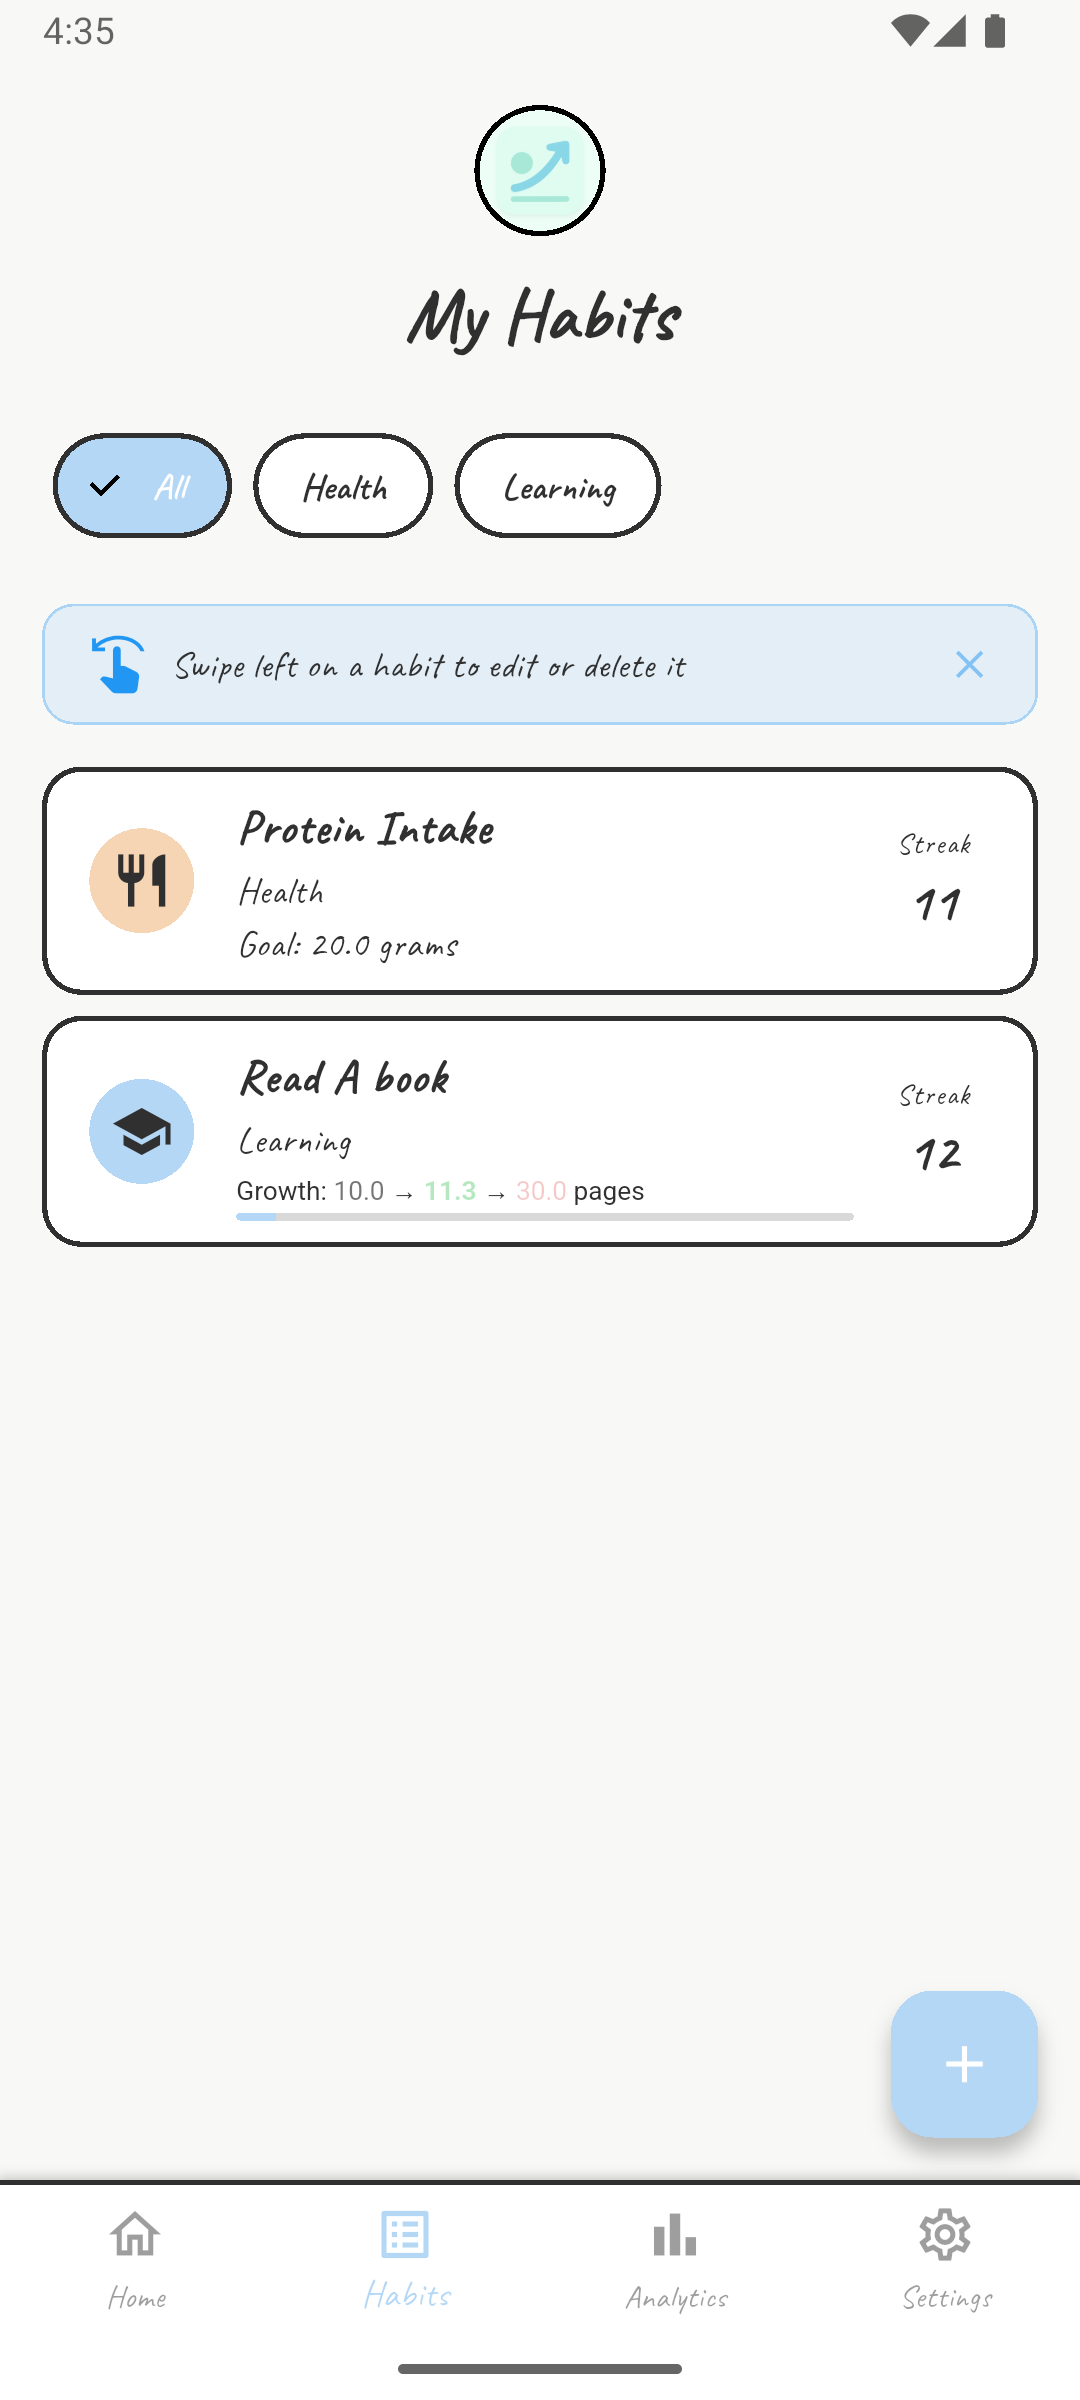 4:35
My Habits
All
Health
Learning
Swipe left on a habit to edit or delete it
Protein Intake
Health
Goal: 20.0 grams
Streak
11
Read A book
Learning
Growth: 10.0 → 11.3 → 30.0 pages
Streak
12
Home
Habits
Analytics
Settings